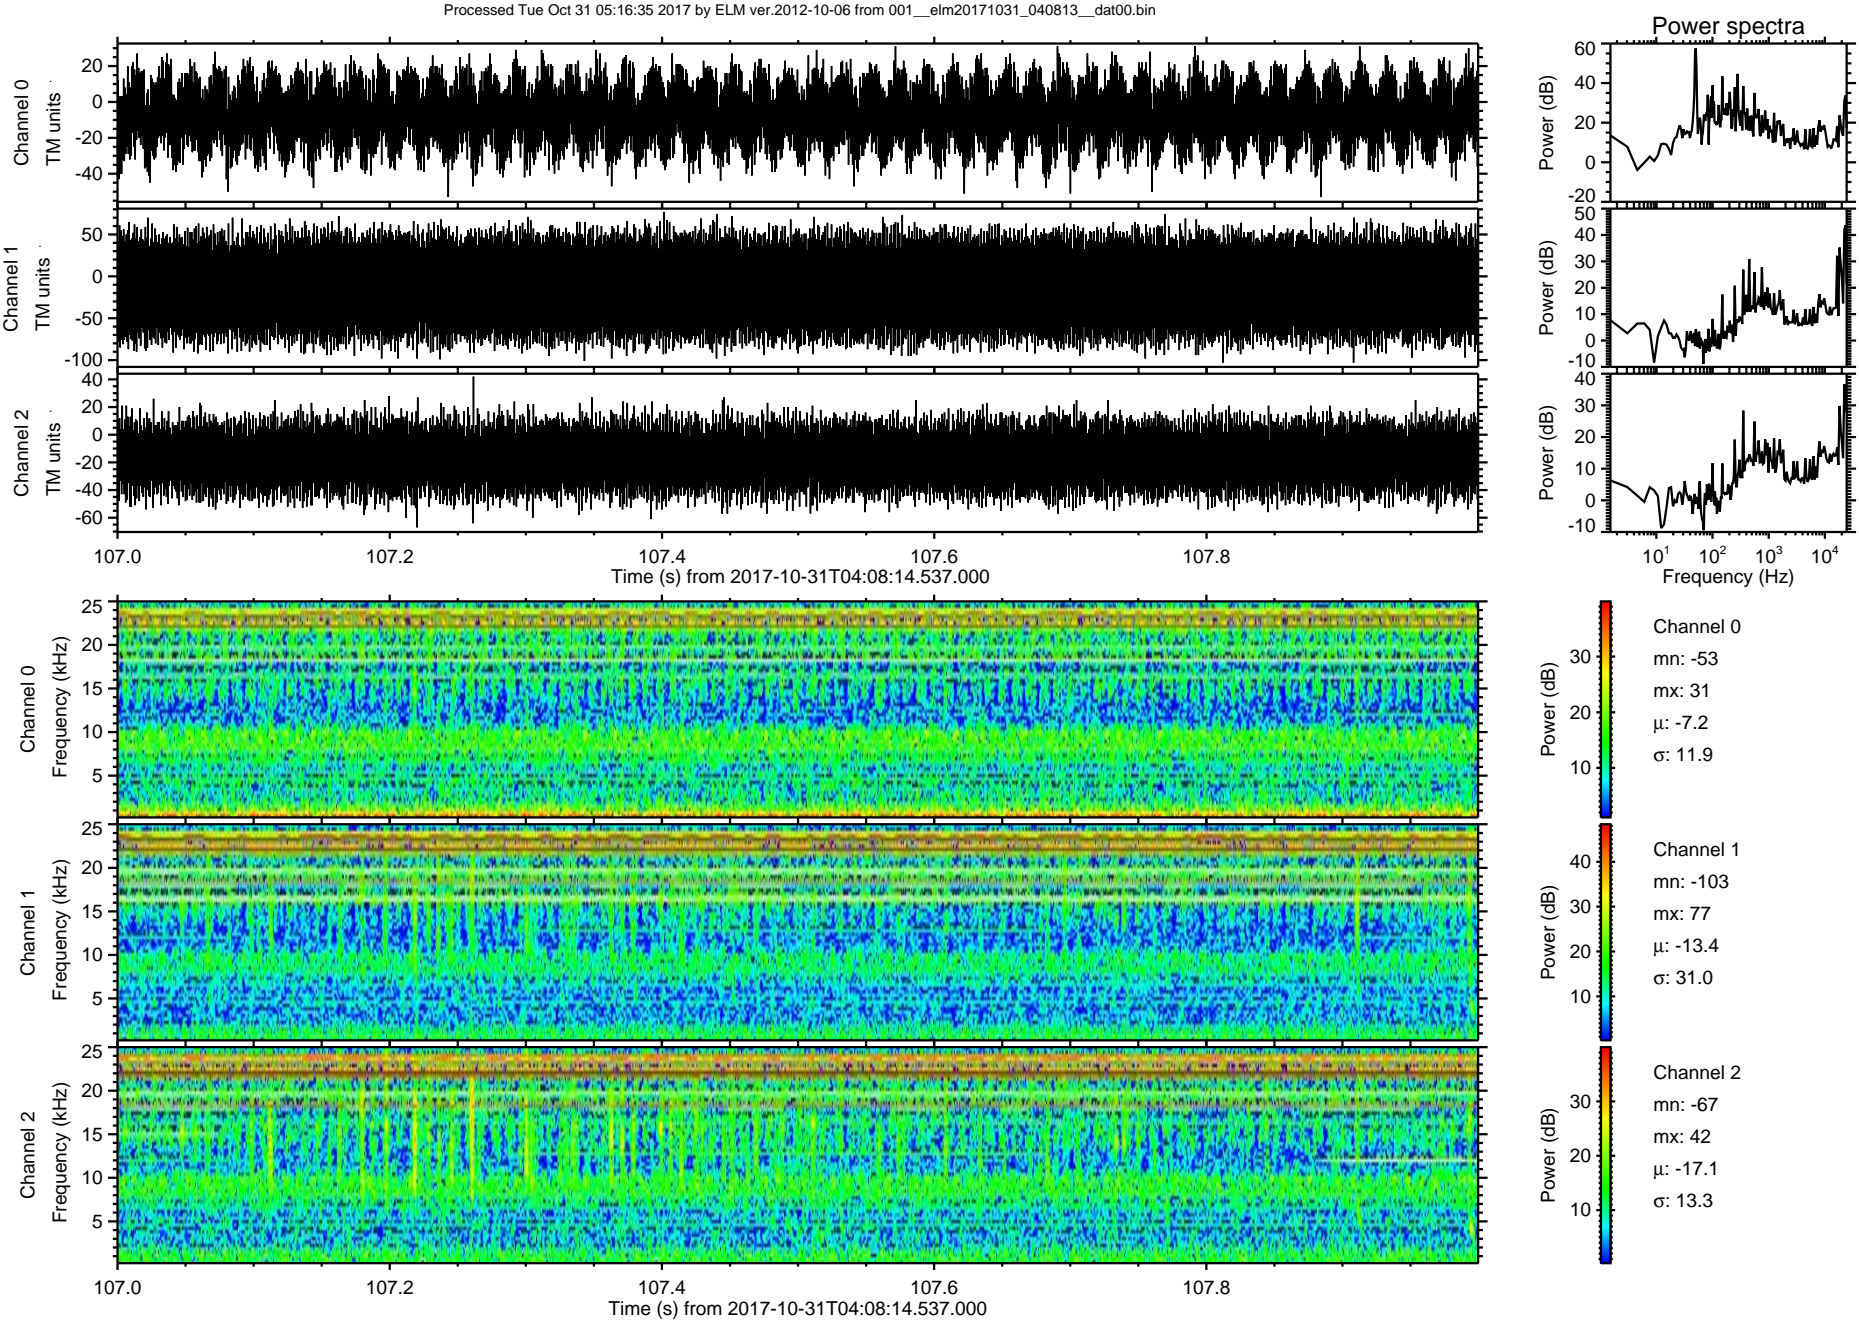 Processed Tue Oct 31 05:16:35 2017 by ELM ver.2012-10-06 from 001__elm20171031_040813__dat00.bin
Power spectra
Channel 0
TM units
20
0
-20
-40
Power (dB)
60
40
20
0
-20
Channel 1
TM units
50
0
-50
-100
Power (dB)
50
40
30
20
10
0
-10
Channel 2
TM units
40
20
0
-20
-40
-60
Power (dB)
40
30
20
10
0
-10
107.0
107.2
107.4
107.6
107.8
Time (s) from 2017-10-31T04:08:14.537.000
10^1
10^2
10^3
10^4
Frequency (Hz)
Channel 0
Frequency (kHz)
25
20
15
10
5
Power (dB)
30
20
10
Channel 0
mn: -53
mx: 31
μ: -7.2
σ: 11.9
Channel 1
Frequency (kHz)
25
20
15
10
5
Power (dB)
40
30
20
10
Channel 1
mn: -103
mx: 77
μ: -13.4
σ: 31.0
Channel 2
Frequency (kHz)
25
20
15
10
5
Power (dB)
30
20
10
Channel 2
mn: -67
mx: 42
μ: -17.1
σ: 13.3
107.0
107.2
107.4
107.6
107.8
Time (s) from 2017-10-31T04:08:14.537.000